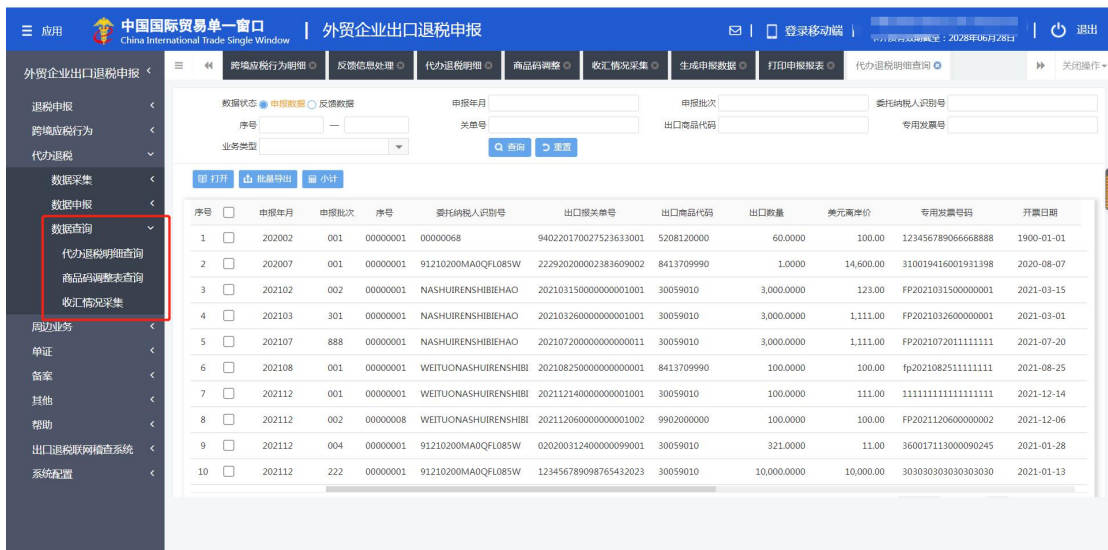 应用 中国国际贸易单一窗口 China International Trade Single Window 外贸企业出口退税申报 登录移动端 2028年06月28日 退出
外贸企业出口退税申报
跨境应税行为明细 反馈信息处理 代办退税明细 商品码调整 收汇情况采集 生成申报数据 打印申报报表 代办退税明细查询 关闭操作
退税申报
跨境应税行为
代办退税
数据采集
数据申报
数据查询
代办退税明细查询
商品码调整表查询
收汇情况采集
周边业务
单证
备案
其他
帮助
出口退税联网稽查系统
系统配置
数据状态 申报数据 反馈数据 申报年月 申报批次 委托纳税人识别号
序号 — 关单号 出口商品代码 专用发票号
业务类型 查询 重置
打开 批量导出 小计
序号 申报年月 申报批次 序号 委托纳税人识别号 出口报关单号 出口商品代码 出口数量 美元离岸价 专用发票号码 开票日期
1 202002 001 00000001 00000068 940220170027523633001 5208120000 60.0000 100.00 123456789066668888 1900-01-01
2 202007 001 00000001 91210200MA0QFL085W 222920200002383609002 8413709990 1.0000 14,600.00 310019416001931398 2020-08-07
3 202102 002 00000001 NASHUIRENSHIBIEHAO 202103150000000001001 30059010 3,000.0000 123.00 FP2021031500000001 2021-03-15
4 202103 301 00000001 NASHUIRENSHIBIEHAO 202103260000000001001 30059010 3,000.0000 1,111.00 FP2021032600000001 2021-03-01
5 202107 888 00000001 NASHUIRENSHIBIEHAO 202107200000000000011 30059010 3,000.0000 1,111.00 FP2021072011111111 2021-07-20
6 202108 001 00000001 WEITUONASHUIRENSHIBI 202108250000000000001 8413709990 100.0000 100.00 fp2021082511111111 2021-08-25
7 202112 001 00000001 WEITUONASHUIRENSHIBI 202112140000000001001 30059010 100.0000 111.00 111111111111111111 2021-12-14
8 202112 002 00000008 WEITUONASHUIRENSHIBI 202112060000000001002 9902000000 100.0000 100.00 FP2021120600000002 2021-12-06
9 202112 004 00000001 91210200MA0QFL085W 020200312400000099001 30059010 321.0000 11.00 360017113000090245 2021-01-28
10 202112 222 00000001 91210200MA0QFL085W 123456789098765432023 30059010 10,000.0000 10,000.00 303030303030303030 2021-01-13